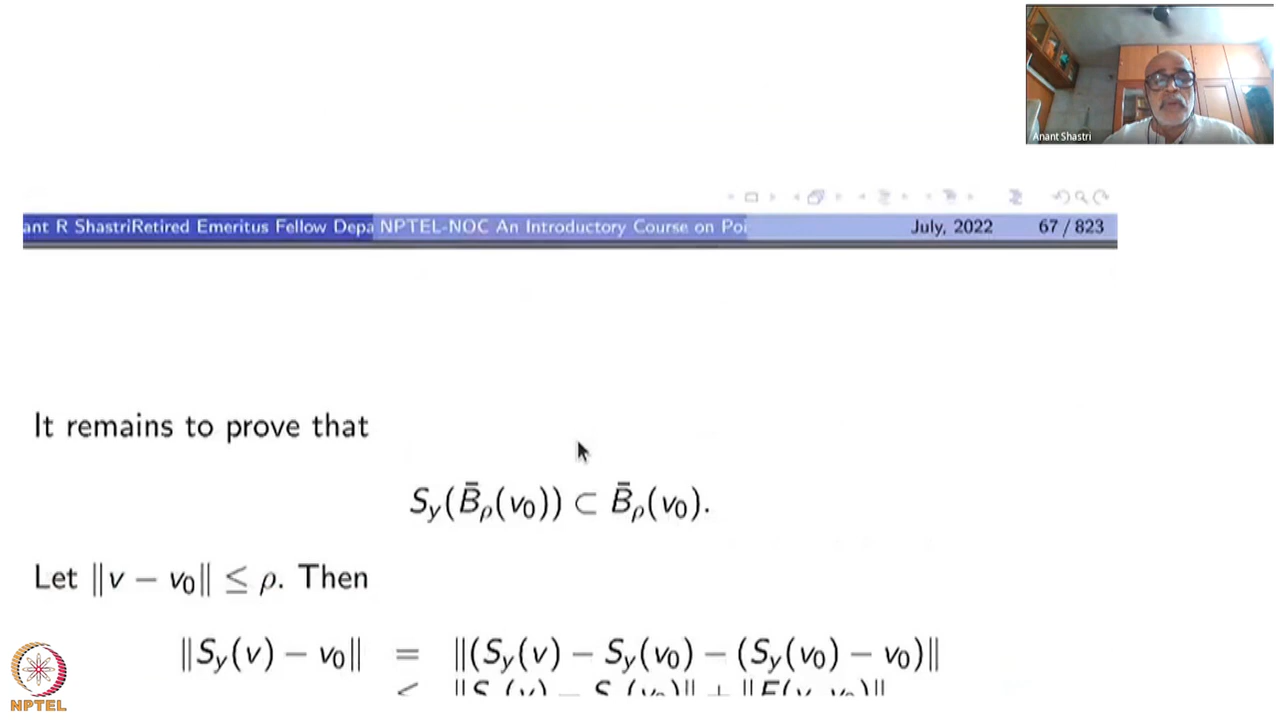 Anant Shastri
ant R ShastriRetired Emeritus Fellow Depa NPTEL-NOC An Introductory Course on Poi July, 2022 67 / 823
It remains to prove that
S_y(B̄_ρ(v_0)) ⊂ B̄_ρ(v_0).
Let ‖v − v_0‖ ≤ ρ. Then
‖S_y(v) − v_0‖ = ‖(S_y(v) − S_y(v_0) − (S_y(v_0) − v_0)‖
NPTEL